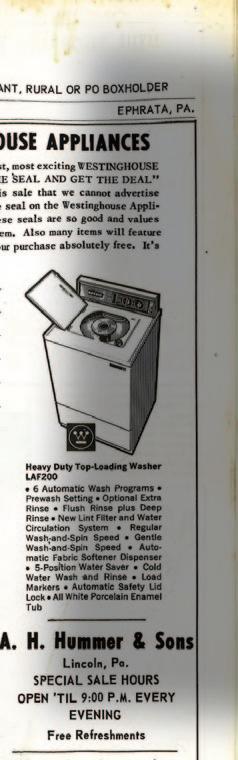 ANT, RURAL OR PO BOXHOLDER
EPHRATA, PA.
OUSE APPLIANCES
st, most exciting WESTINGHOUSE
E SEAL AND GET THE DEAL"
is sale that we cannot advertise
e seal on the Westinghouse Appli-
ese seals are so good and values
em. Also many items will feature
our purchase absolutely free. It's
Heavy Duty Top-Loading Washer
LAF200
• 6 Automatic Wash Programs •
Prewash Setting • Optional Extra
Rinse • Flush Rinse plus Deep
Rinse • New Lint Filter and Water
Circulation System • Regular
Wash-and-Spin Speed • Gentle
Wash-and-Spin Speed • Auto-
matic Fabric Softener Dispenser
• 5-Position Water Saver • Cold
Water Wash and Rinse • Load
Markers • Automatic Safety Lid
Lock • All White Porcelain Enamel
Tub
A. H. Hummer & Sons
Lincoln, Pa.
SPECIAL SALE HOURS
OPEN 'TIL 9:00 P.M. EVERY
EVENING
Free Refreshments